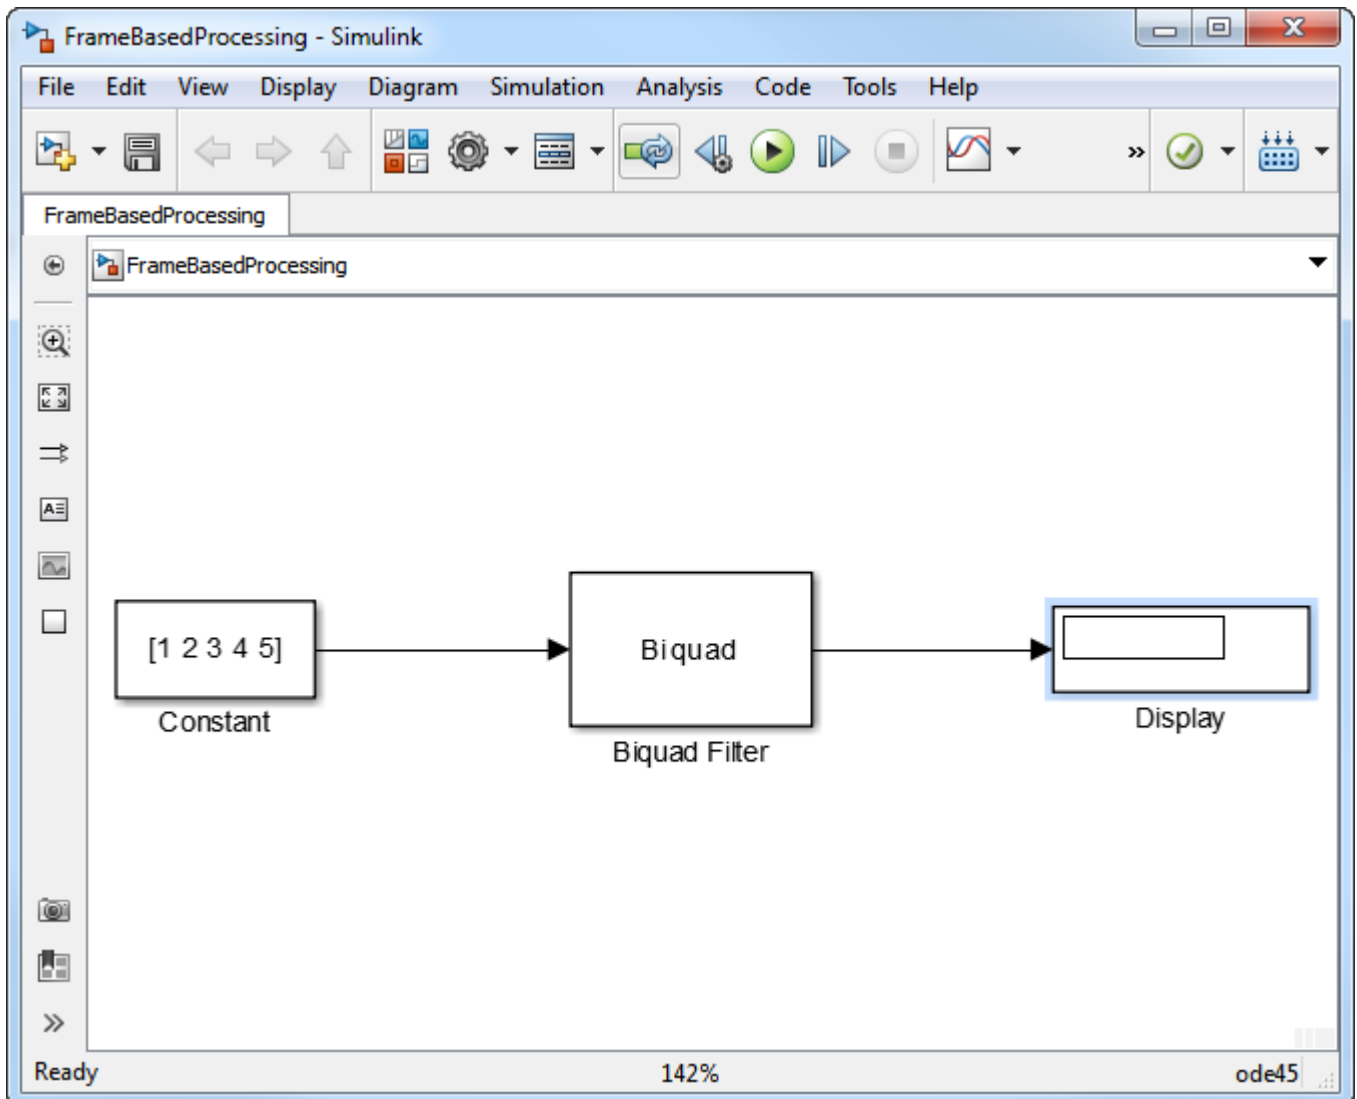 FrameBasedProcessing - Simulink
File Edit View Display Diagram Simulation Analysis Code Tools Help
FrameBasedProcessing
FrameBasedProcessing
[1 2 3 4 5]
Biquad
Constant
Biquad Filter
Display
Ready 142% ode45